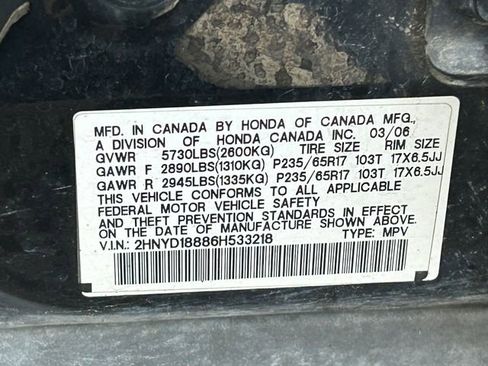 MFD. IN CANADA BY HONDA OF CANADA MFG.,
A DIVISION OF HONDA CANADA INC. 03/06
GVWR 5730LBS(2600KG) TIRE SIZE RIM SIZE
GAWR F 2890LBS(1310KG) P235/65R17 103T 17X6.5JJ
GAWR R 2945LBS(1335KG) P235/65R17 103T 17X6.5JJ
THIS VEHICLE CONFORMS TO ALL APPLICABLE
FEDERAL MOTOR VEHICLE SAFETY
AND THEFT PREVENTION STANDARDS IN EFFECT
ON THE DATE OF MANUFACTURE SHOWN ABOVE.
V.I.N: 2HNYD18886H533218 TYPE: MPV